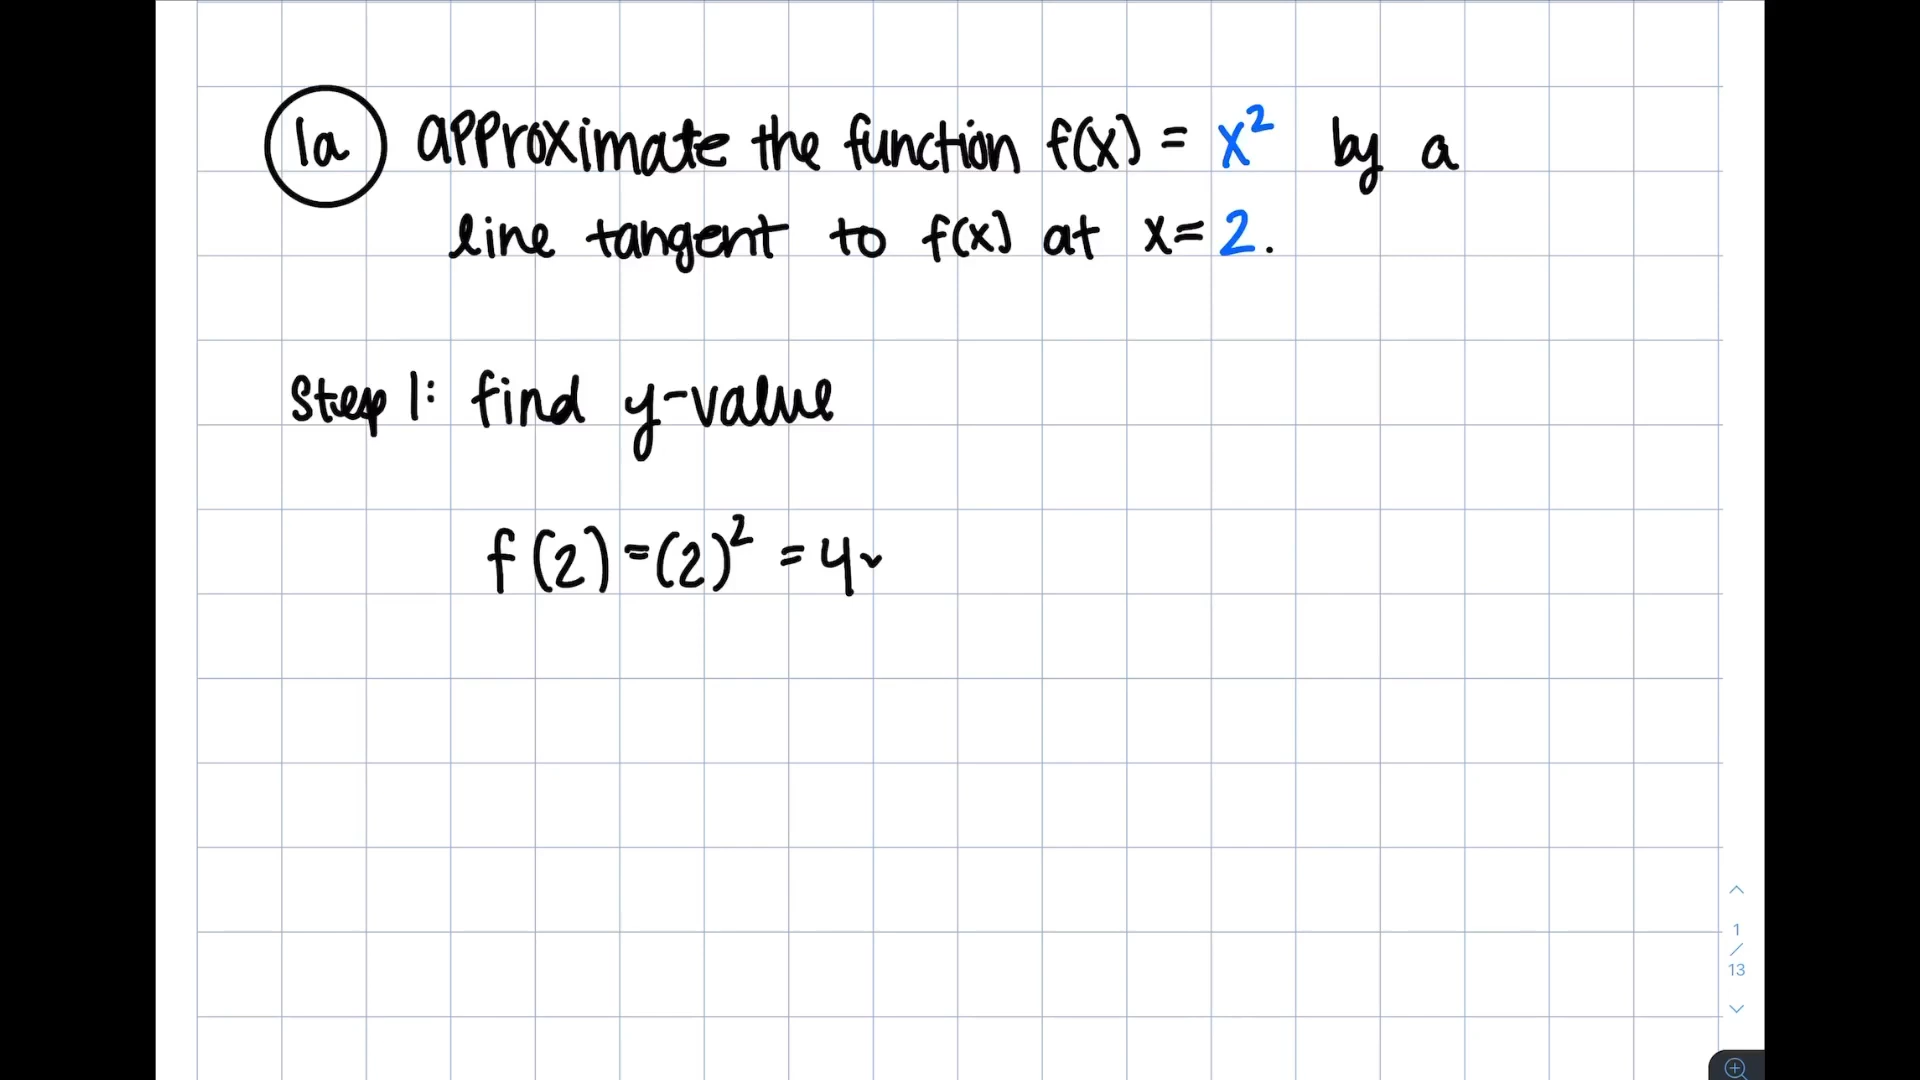 1a approximate the function f(x) = x² by a
line tangent to f(x) at x=2.
Step 1: find y-value
f(2)=(2)² = 4
1
/
13